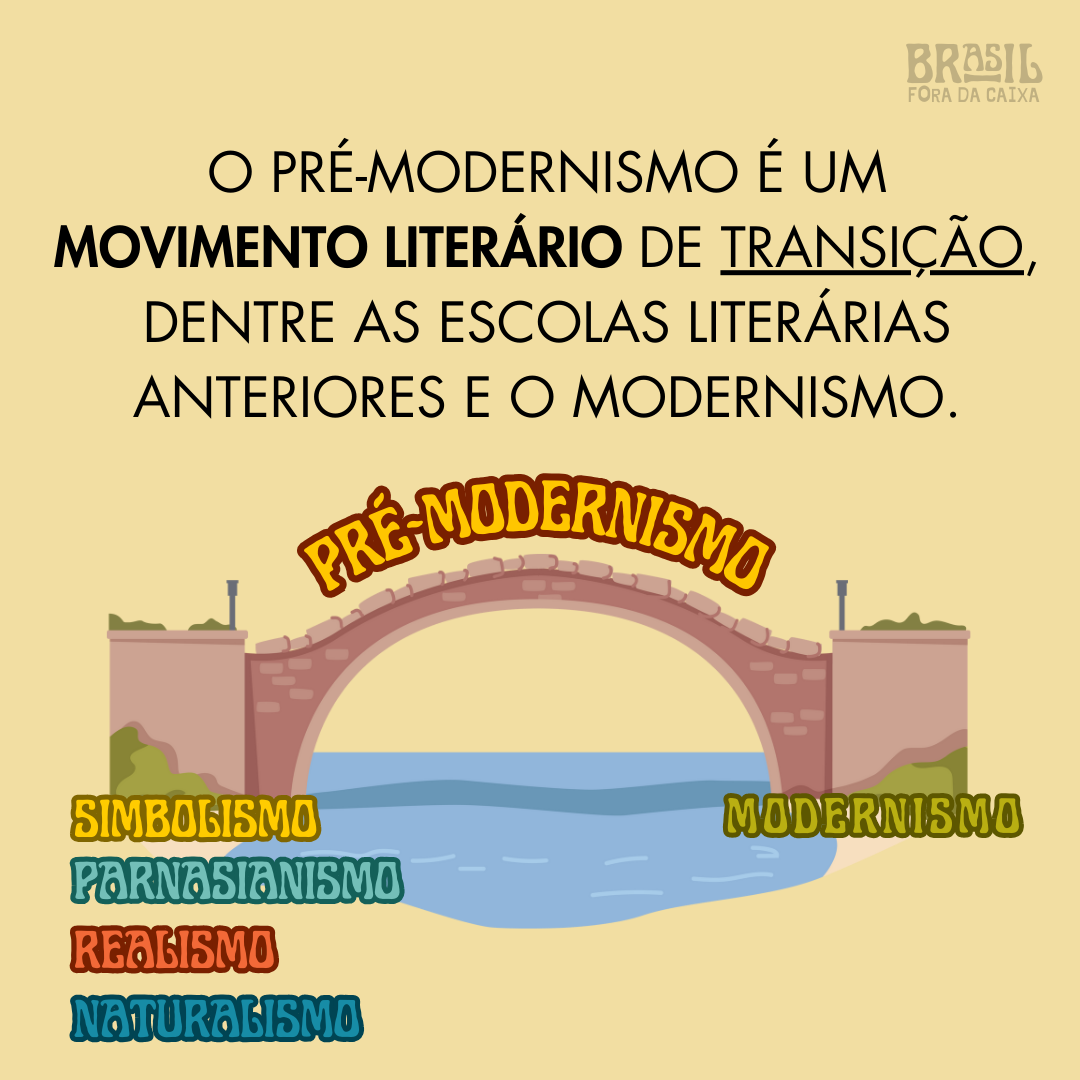 BRASIL
FORA DA CAIXA
O PRÉ-MODERNISMO É UM
MOVIMENTO LITERÁRIO DE TRANSIÇÃO,
DENTRE AS ESCOLAS LITERÁRIAS
ANTERIORES E O MODERNISMO.
PRÉ-MODERNISMO
SIMBOLISMO
PARNASIANISMO
REALISMO
NATURALISMO
MODERNISMO